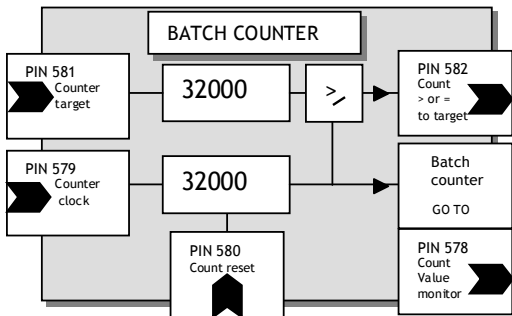 BATCH COUNTER
PIN 581
Counter
target
32000
>/
PIN 582
Count
> or =
to target
PIN 579
Counter
clock
32000
Batch
counter
GO TO
PIN 580
Count reset
PIN 578
Count
Value
monitor